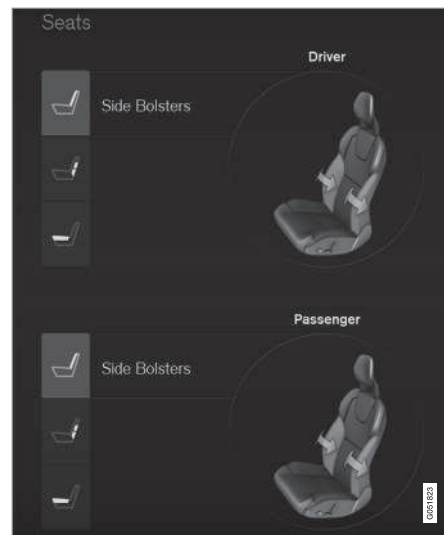 Seats
Driver
Side Bolsters
Passenger
Side Bolsters
G051823